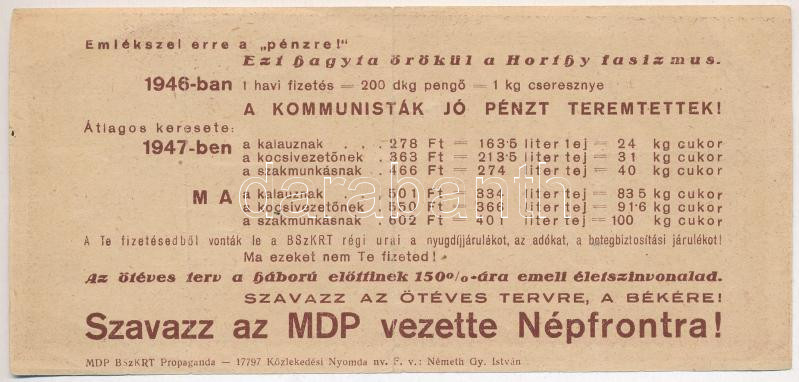 Emlékszel erre a „pénzre!"
Ezt hagyta örökül a Horthy fasizmus.
1946-ban 1 havi fizetés = 200 dkg pengő = 1 kg cseresznye
A KOMMUNISTÁK JÓ PÉNZT TEREMTETTEK!
Átlagos keresete:
1947-ben a kalauznak . . . 278 Ft = 163·5 liter tej = 24 kg cukor
a kocsivezetőnek . 363 Ft = 213·5 liter tej = 31 kg cukor
a szakmunkásnak . 466 Ft = 274 liter tej = 40 kg cukor
MA a kalauznak . . . 501 Ft = 334 liter tej = 83·5 kg cukor
a kocsivezetőnek . 550 Ft = 366 liter tej = 91·6 kg cukor
a szakmunkásnak . 602 Ft = 401 liter tej = 100 kg cukor
A Te fizetésedből vonták le a BSzKRT régi urai a nyugdíjjárulékot, az adókat, a betegbiztosítási járulékot!
Ma ezeket nem Te fizeted!
Az ötéves terv a háború előttinek 150%-ára emeli életszinvonalad.
SZAVAZZ AZ ÖTÉVES TERVRE, A BÉKÉRE!
Szavazz az MDP vezette Népfrontra!
MDP BSzKRT Propaganda — 17797 Közlekedési Nyomda nv. F. v.: Németh Gy. István
darabanth